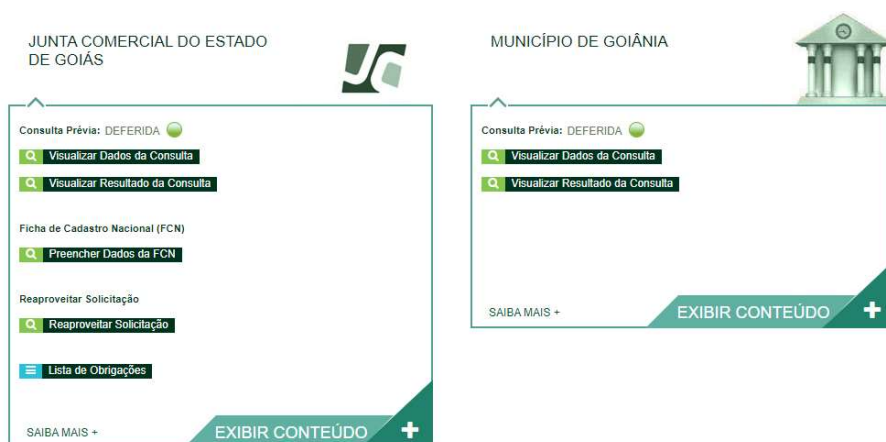 JUNTA COMERCIAL DO ESTADO
DE GOIÁS
Consulta Prévia: DEFERIDA
Visualizar Dados da Consulta
Visualizar Resultado da Consulta
Ficha de Cadastro Nacional (FCN)
Preencher Dados da FCN
Reaproveitar Solicitação
Reaproveitar Solicitação
Lista de Obrigações
SAIBA MAIS +
EXIBIR CONTEÚDO +
MUNICÍPIO DE GOIÂNIA
Consulta Prévia: DEFERIDA
Visualizar Dados da Consulta
Visualizar Resultado da Consulta
SAIBA MAIS +
EXIBIR CONTEÚDO +